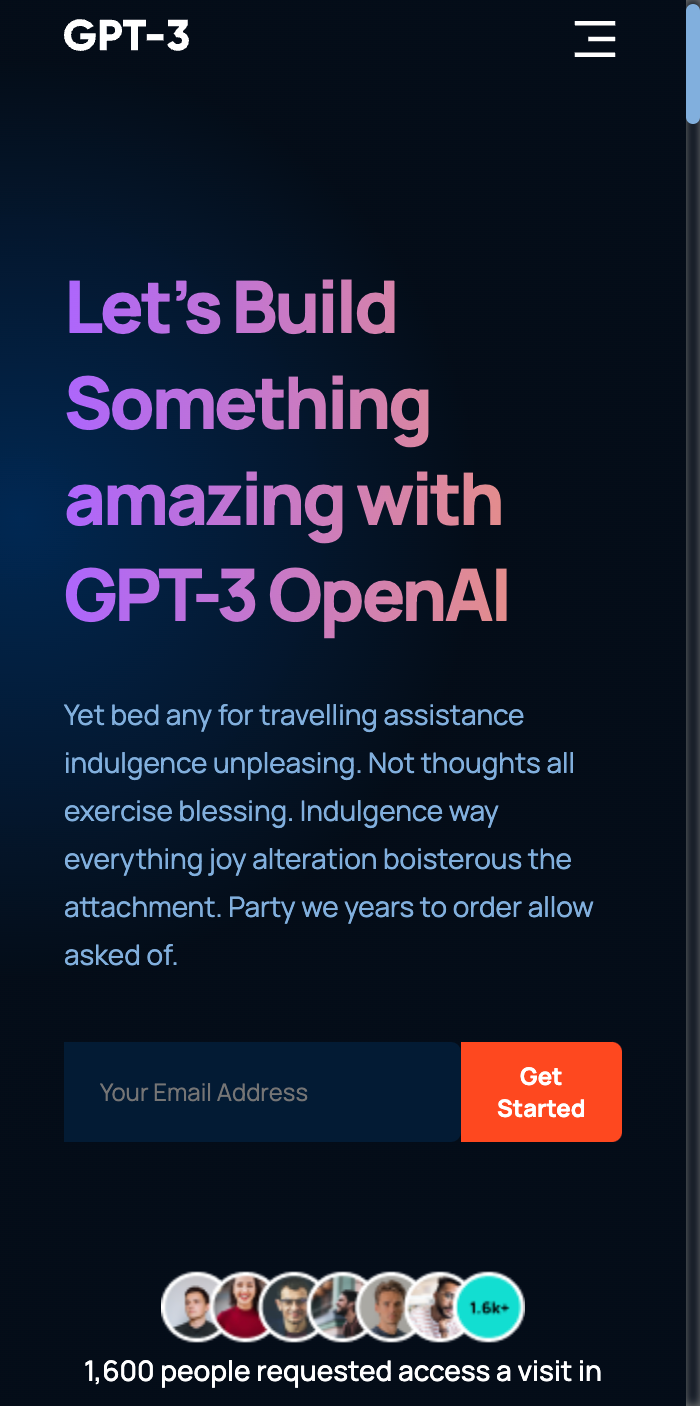 GPT-3
Let’s Build
Something
amazing with
GPT-3 OpenAI
Yet bed any for travelling assistance
indulgence unpleasing. Not thoughts all
exercise blessing. Indulgence way
everything joy alteration boisterous the
attachment. Party we years to order allow
asked of.
Your Email Address
Get
Started
1.6k+
1,600 people requested access a visit in